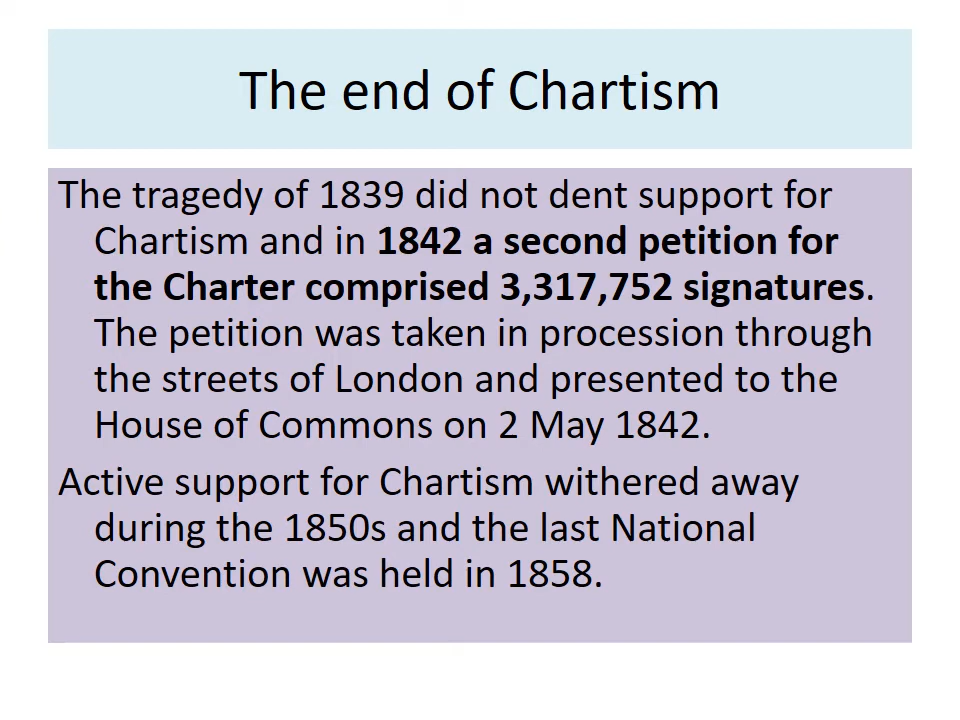 The end of Chartism
The tragedy of 1839 did not dent support for
Chartism and in 1842 a second petition for
the Charter comprised 3,317,752 signatures.
The petition was taken in procession through
the streets of London and presented to the
House of Commons on 2 May 1842.
Active support for Chartism withered away
during the 1850s and the last National
Convention was held in 1858.